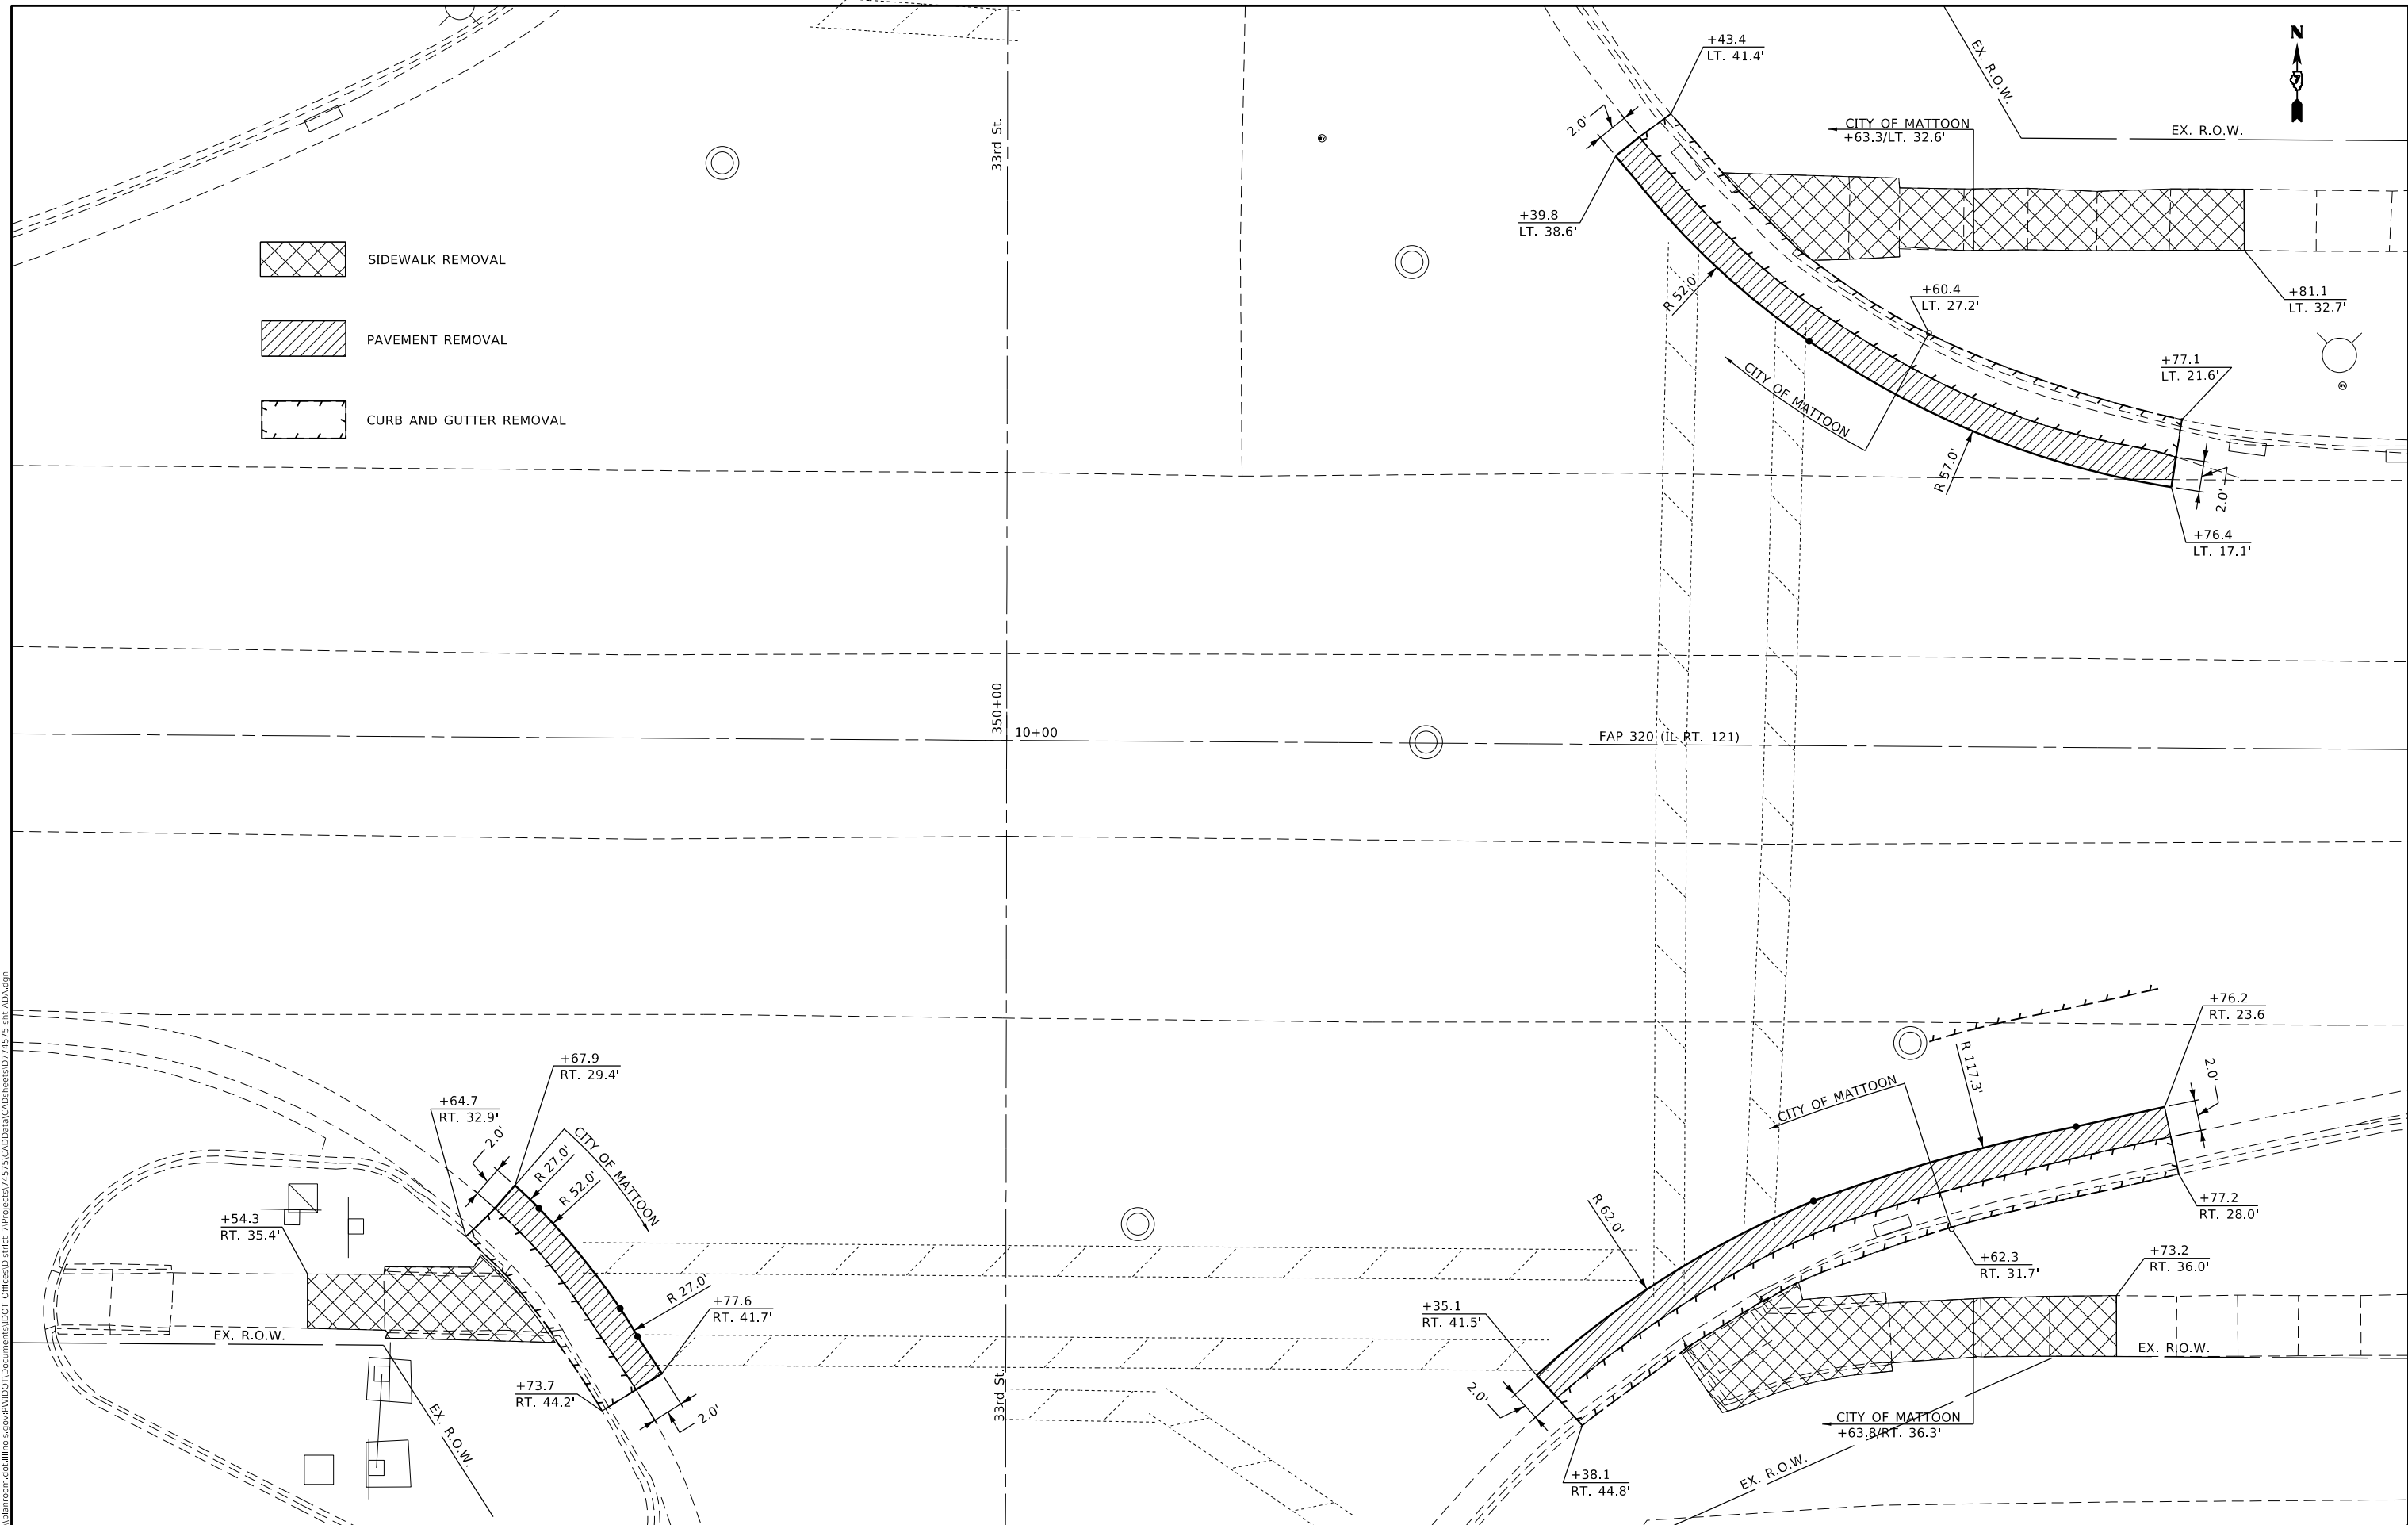 N
+43.4
LT. 41.4'
EX. R.O.W.
2.0'
CITY OF MATTOON
+63.3/LT. 32.6'
EX. R.O.W.
33rd St.
+39.8
LT. 38.6'
SIDEWALK REMOVAL
R 52.0'
+60.4
LT. 27.2'
+81.1
LT. 32.7'
PAVEMENT REMOVAL
CITY OF MATTOON
+77.1
LT. 21.6'
CURB AND GUTTER REMOVAL
R 57.0'
2.0'
+76.4
LT. 17.1'
350+00
10+00
FAP 320 (IL RT. 121)
+76.2
RT. 23.6
+67.9
RT. 29.4'
R 117.3'
2.0'
CITY OF MATTOON
+64.7
RT. 32.9'
2.0'
CITY OF MATTOON
R 27.0'
R 52.0'
+54.3
RT. 35.4'
R 62.0'
+77.2
RT. 28.0'
+62.3
RT. 31.7'
+73.2
RT. 36.0'
R 27.0'
+77.6
RT. 41.7'
+35.1
RT. 41.5'
EX. R.O.W.
EX. R.O.W.
+73.7
RT. 44.2'
2.0'
33rd St.
2.0'
CITY OF MATTOON
+63.8/RT. 36.3'
EX. R.O.W.
+38.1
RT. 44.8'
EX. R.O.W.